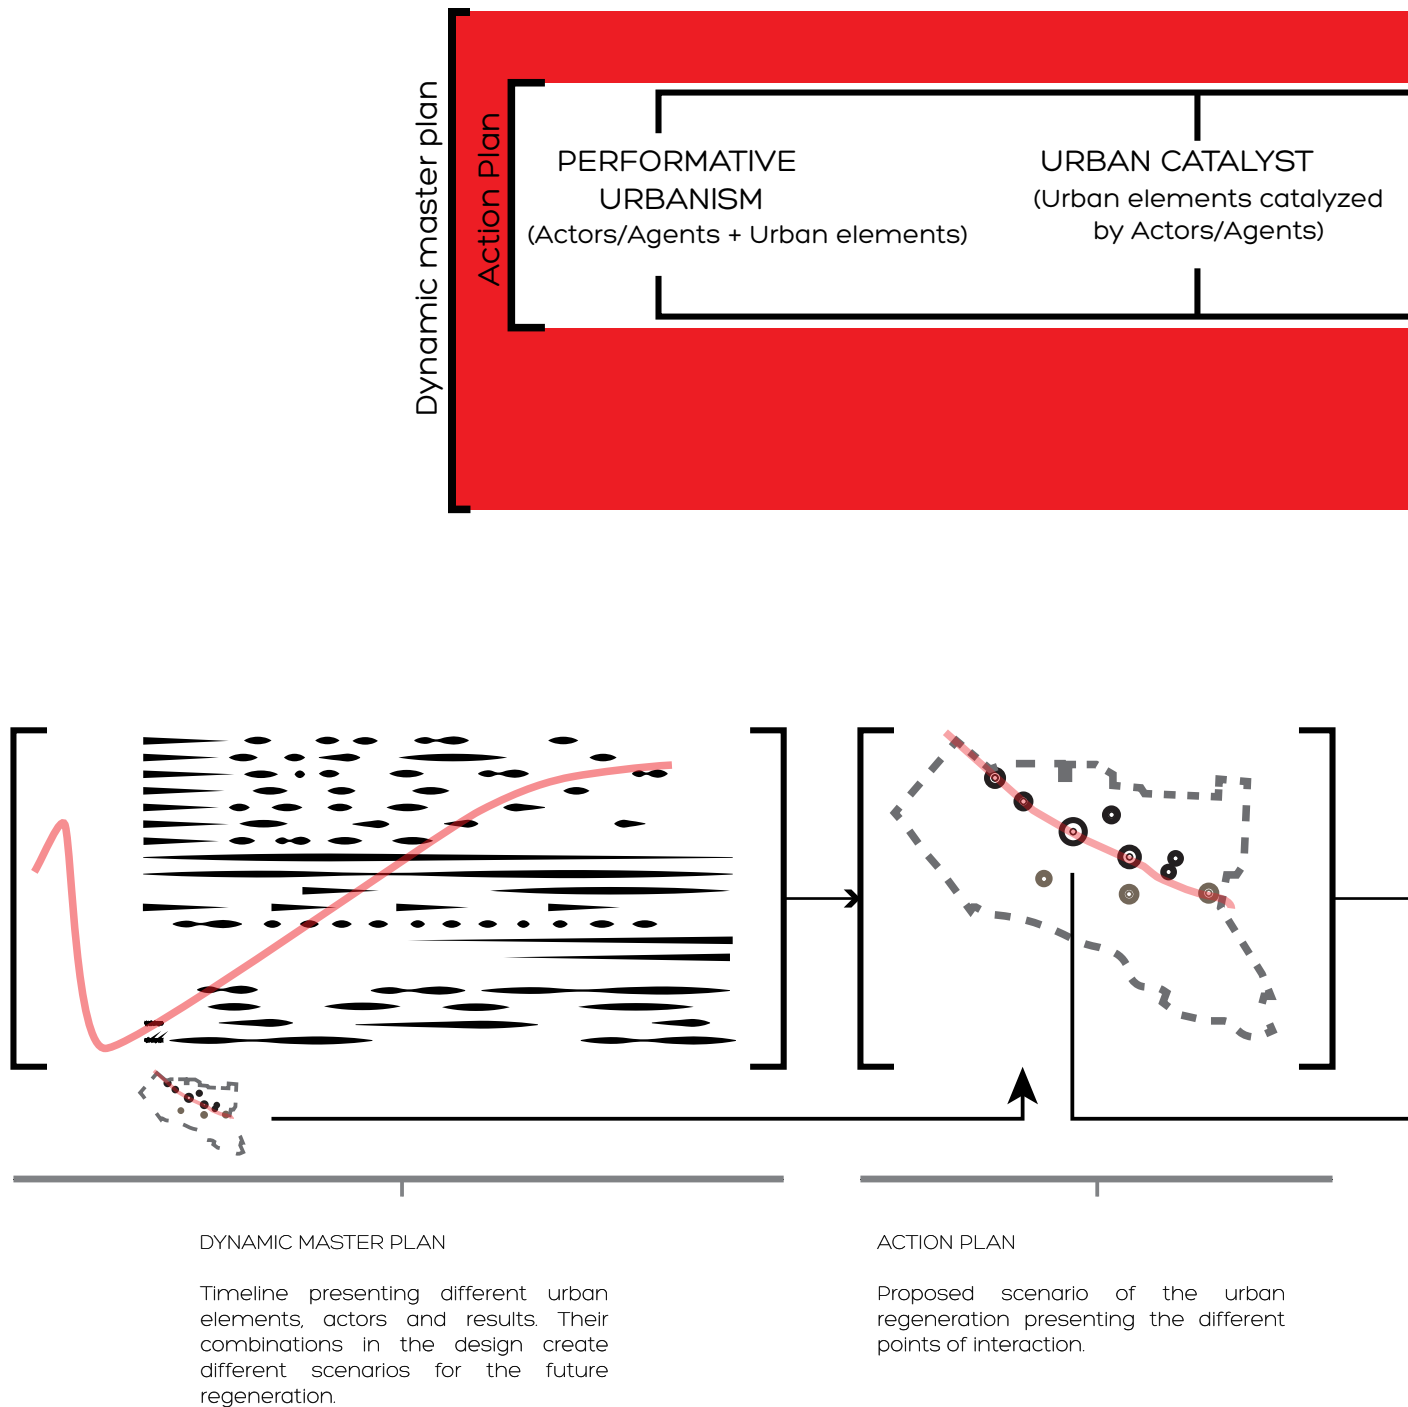 Dynamic master plan
Action Plan
PERFORMATIVE
URBANISM
(Actors/Agents + Urban elements)
URBAN CATALYST
(Urban elements catalyzed
by Actors/Agents)
DYNAMIC MASTER PLAN
Timeline presenting different urban
elements, actors and results. Their
combinations in the design create
different scenarios for the future
regeneration.
ACTION PLAN
Proposed scenario of the urban
regeneration presenting the different
points of interaction.